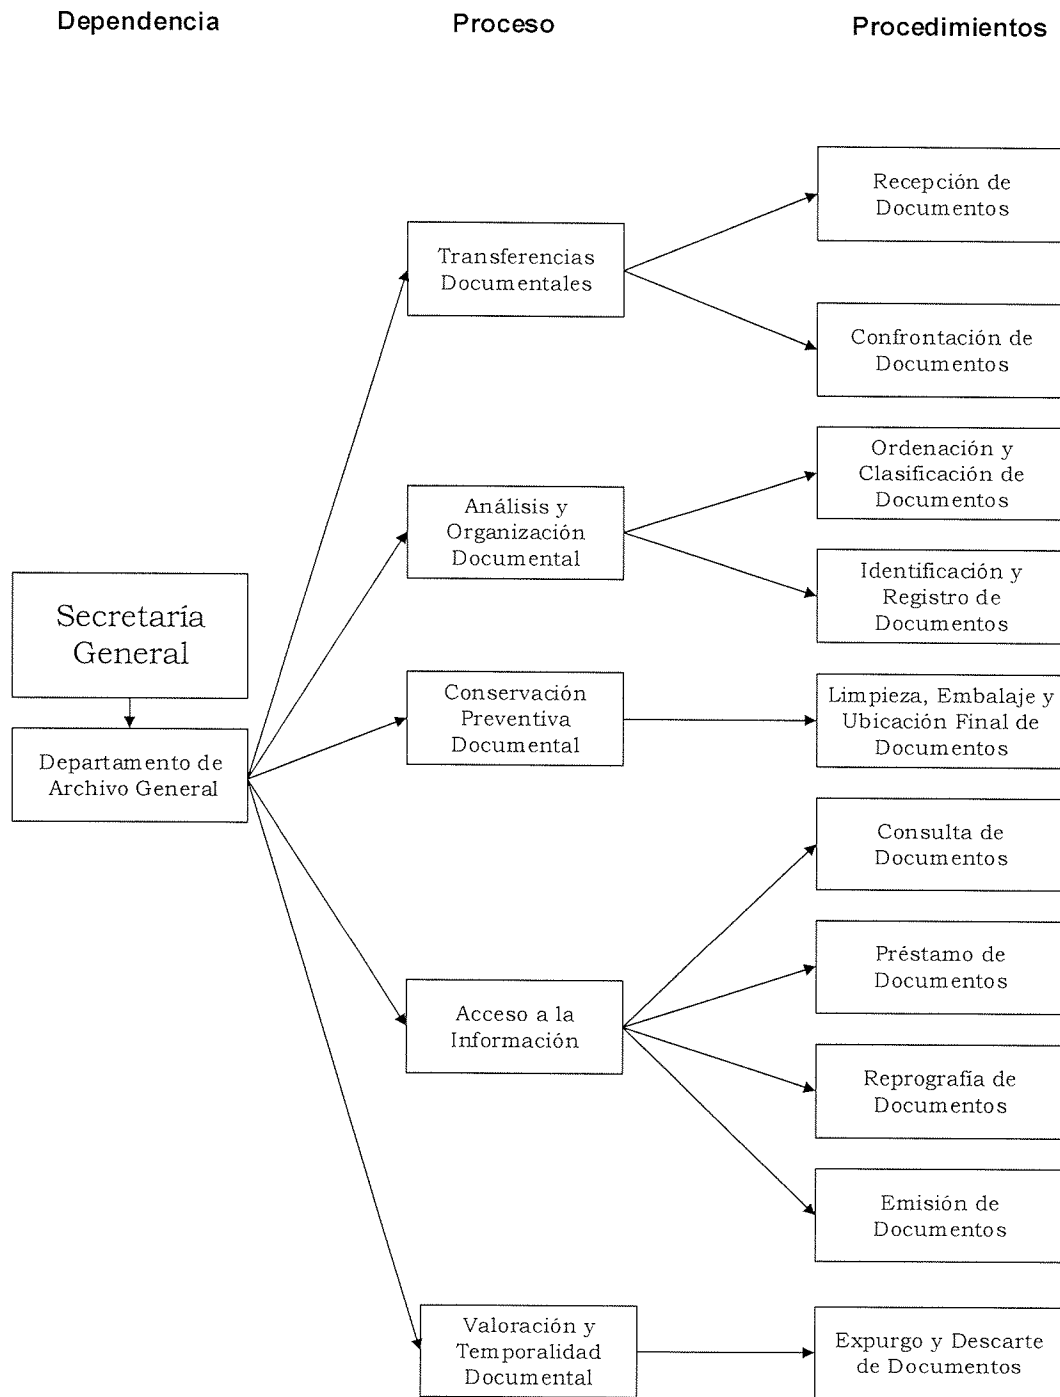 Dependencia
Proceso
Procedimientos
Recepción de
Documentos
Transferencias
Documentales
Confrontación de
Documentos
Ordenación y
Clasificación de
Documentos
Análisis y
Organización
Documental
Identificación y
Registro de
Documentos
Secretaría
General
Conservación
Preventiva
Documental
Limpieza, Embalaje y
Ubicación Final de
Documentos
Departamento de
Archivo General
Consulta de
Documentos
Préstamo de
Documentos
Acceso a la
Información
Reprografía de
Documentos
Emisión de
Documentos
Valoración y
Temporalidad
Documental
Expurgo y Descarte
de Documentos